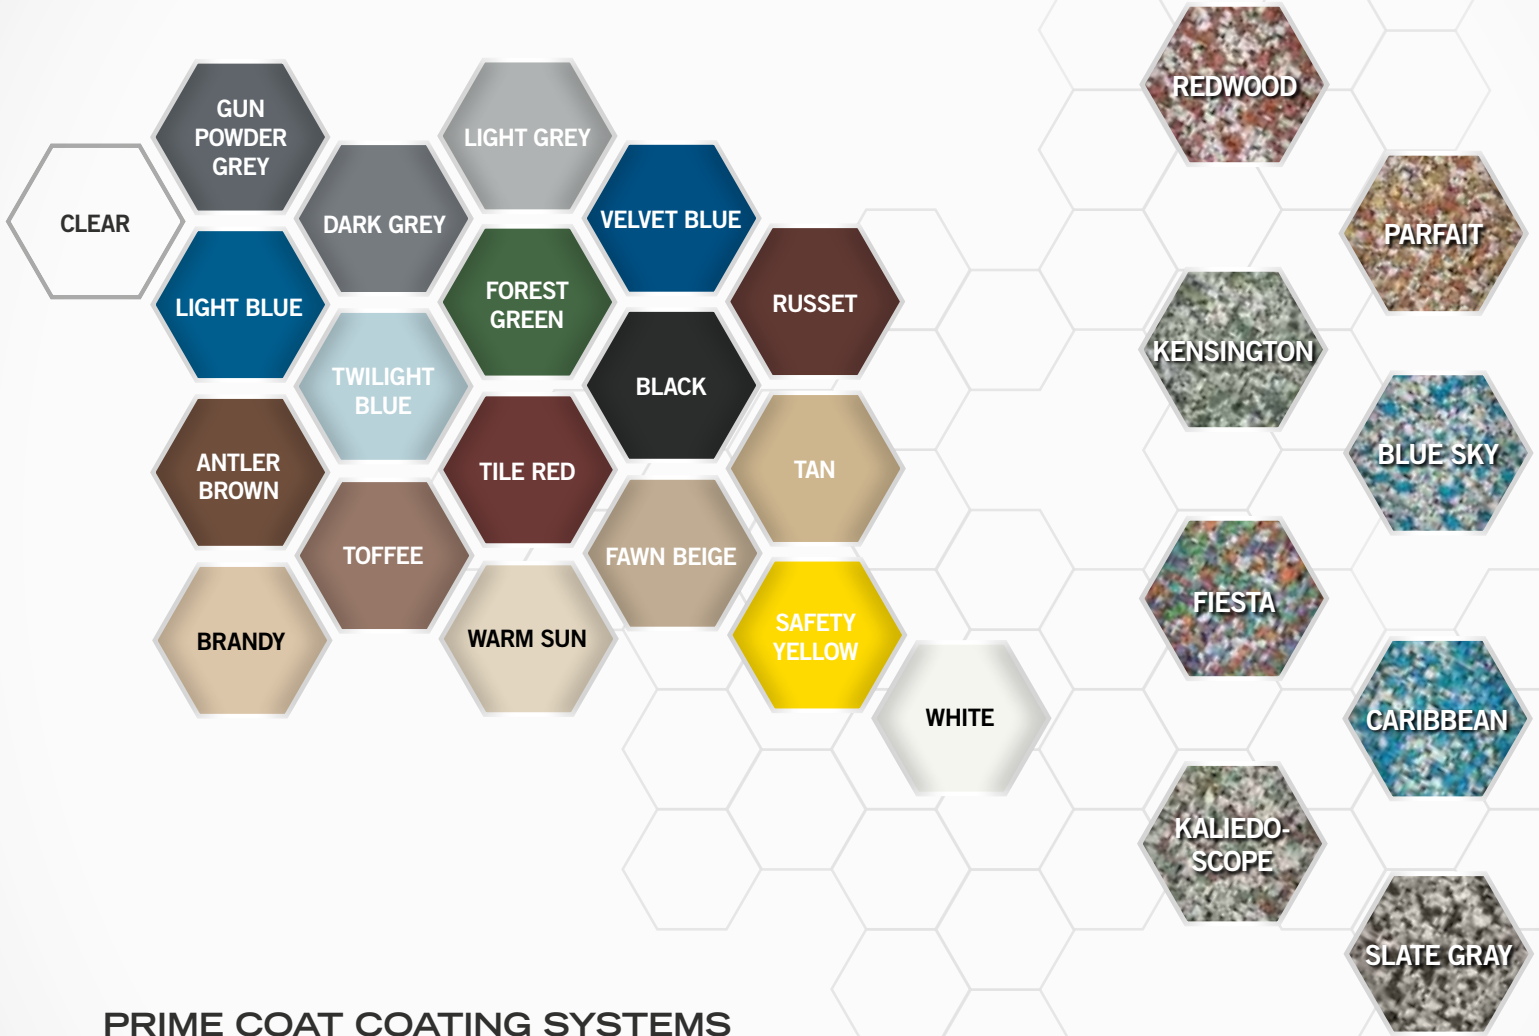 GUN
POWDER
GREY
LIGHT GREY
CLEAR
DARK GREY
VELVET BLUE
LIGHT BLUE
FOREST
GREEN
RUSSET
TWILIGHT
BLUE
BLACK
ANTLER
BROWN
TILE RED
TAN
TOFFEE
FAWN BEIGE
BRANDY
WARM SUN
SAFETY
YELLOW
WHITE
REDWOOD
PARFAIT
KENSINGTON
BLUE SKY
FIESTA
CARIBBEAN
KALIEDO-
SCOPE
SLATE GRAY
PRIME COAT COATING SYSTEMS